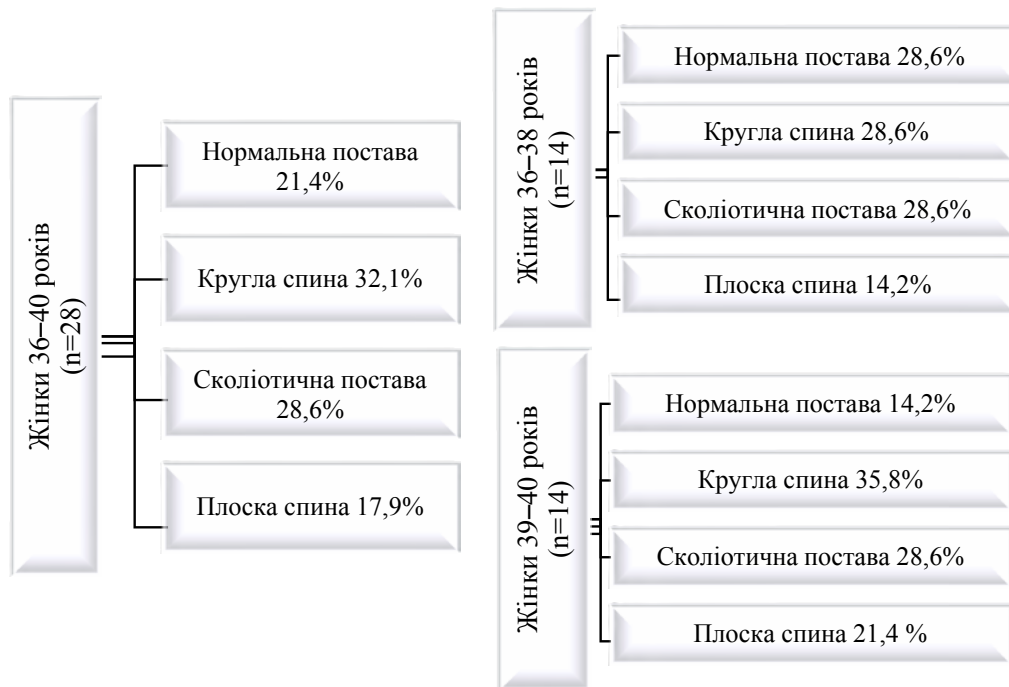 Жінки 36–40 років
(n=28)
Нормальна постава
21,4%
Кругла спина 32,1%
Сколіотична постава
28,6%
Плоска спина 17,9%
Жінки 36–38 років
(n=14)
Нормальна постава 28,6%
Кругла спина 28,6%
Сколіотична постава 28,6%
Плоска спина 14,2%
Жінки 39–40 років
(n=14)
Нормальна постава 14,2%
Кругла спина 35,8%
Сколіотична постава 28,6%
Плоска спина 21,4 %